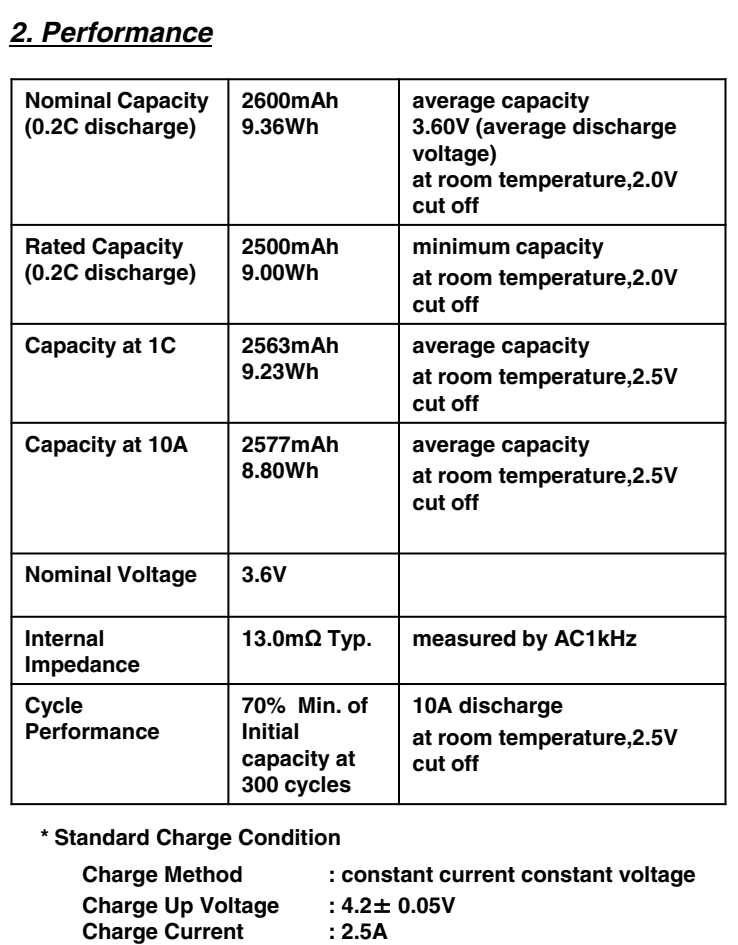 2. Performance
Nominal Capacity
(0.2C discharge)
2600mAh
9.36Wh
average capacity
3.60V (average discharge
voltage)
at room temperature,2.0V
cut off
Rated Capacity
(0.2C discharge)
2500mAh
9.00Wh
minimum capacity
at room temperature,2.0V
cut off
Capacity at 1C
2563mAh
9.23Wh
average capacity
at room temperature,2.5V
cut off
Capacity at 10A
2577mAh
8.80Wh
average capacity
at room temperature,2.5V
cut off
Nominal Voltage
3.6V
Internal
Impedance
13.0mΩ Typ.
measured by AC1kHz
Cycle
Performance
70% Min. of
Initial
capacity at
300 cycles
10A discharge
at room temperature,2.5V
cut off
* Standard Charge Condition
Charge Method : constant current constant voltage
Charge Up Voltage : 4.2± 0.05V
Charge Current : 2.5A